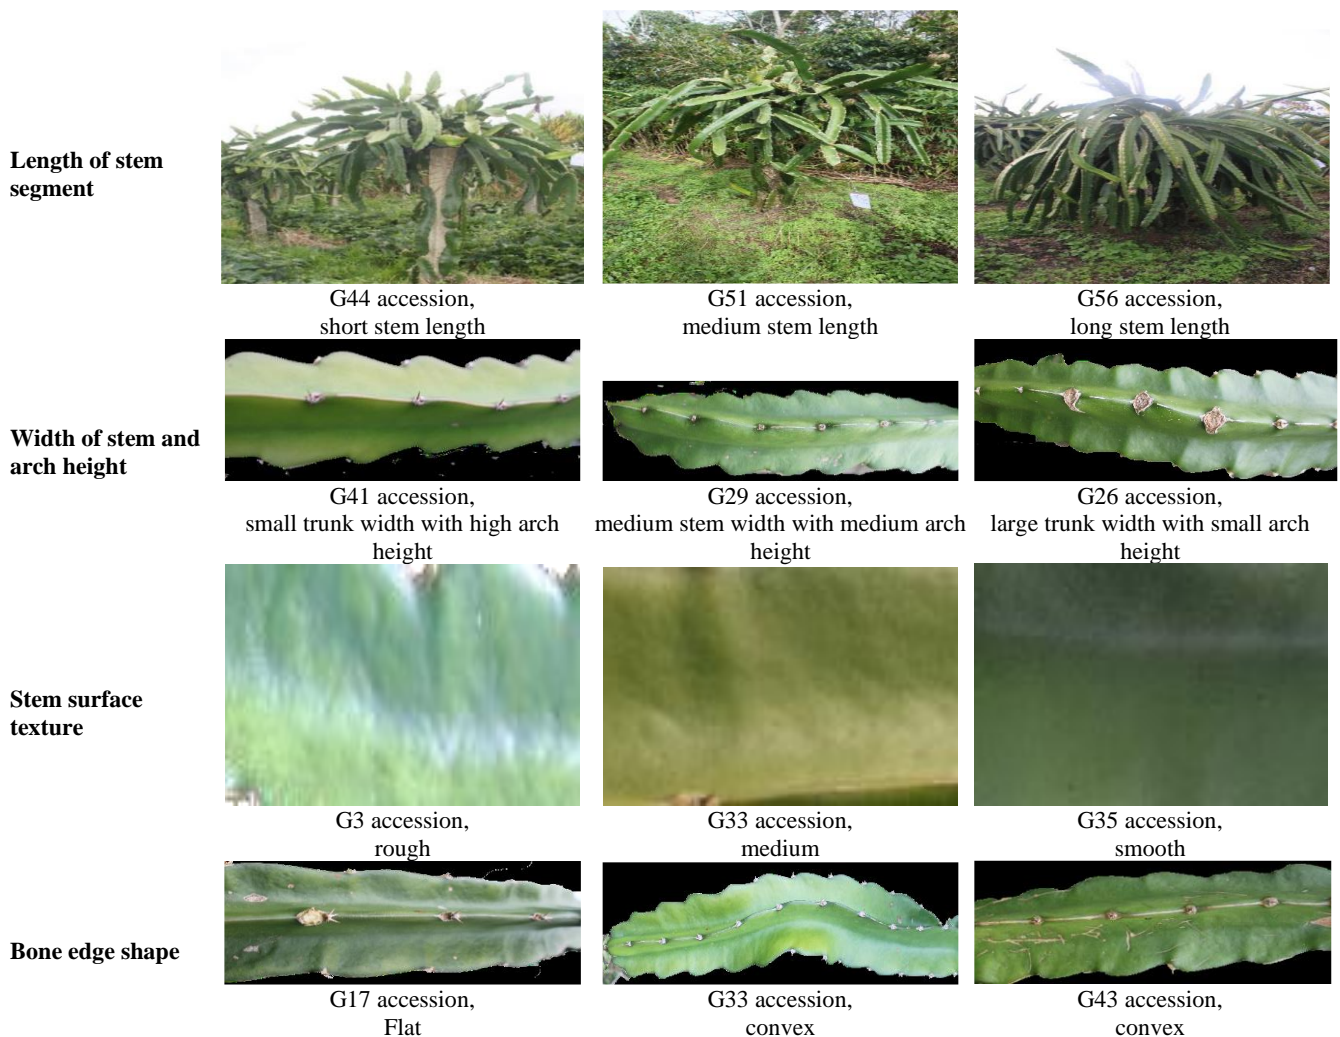 Length of stem
segment
G44 accession,
short stem length
G51 accession,
medium stem length
G56 accession,
long stem length
Width of stem and
arch height
G41 accession,
small trunk width with high arch
height
G29 accession,
medium stem width with medium arch
height
G26 accession,
large trunk width with small arch
height
Stem surface
texture
G3 accession,
rough
G33 accession,
medium
G35 accession,
smooth
Bone edge shape
G17 accession,
Flat
G33 accession,
convex
G43 accession,
convex